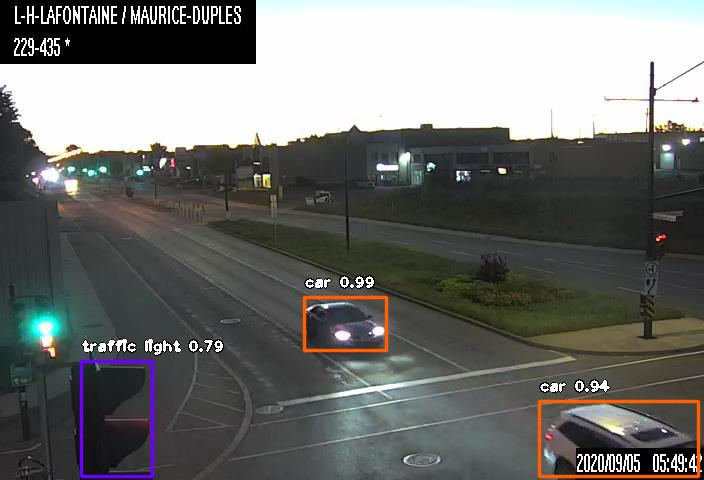 L-H-LAFONTAINE / MAURICE-DUPLES
229-435 *
car 0.99
traffic light 0.79
car 0.94
2020/09/05 05:49:42